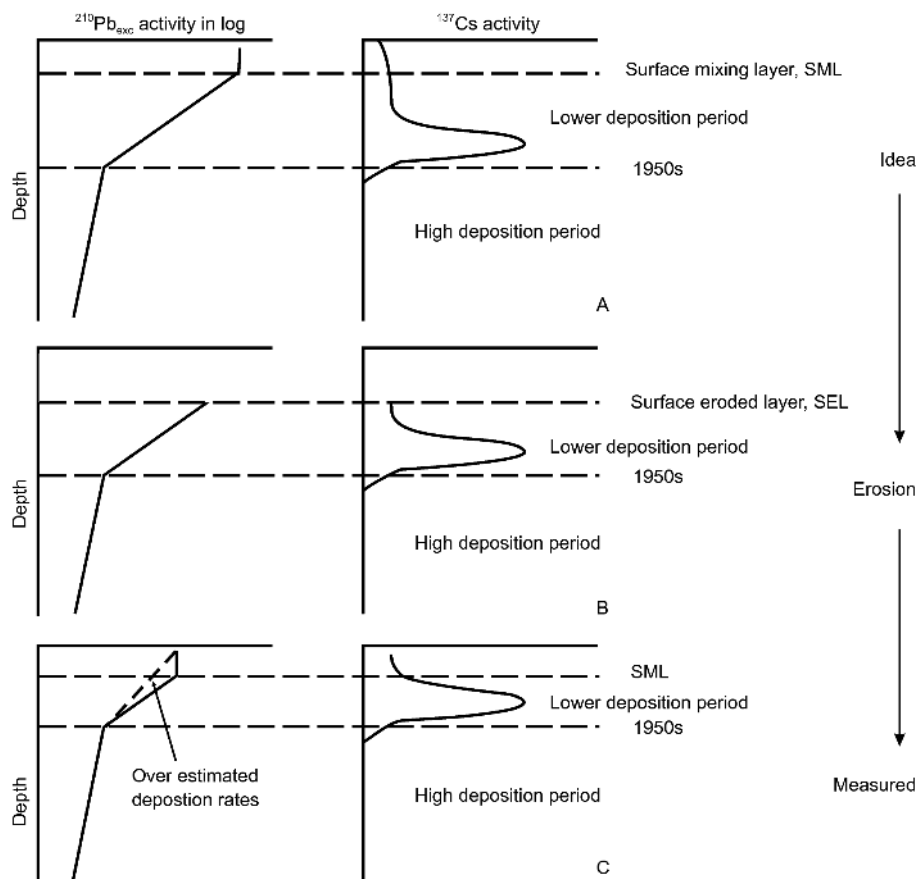 ²¹⁰Pbₑₓ꜀ activity in log
¹³⁷Cs activity
Depth
Surface mixing layer, SML
Lower deposition period
1950s
High deposition period
A
Idea
Depth
Surface eroded layer, SEL
Lower deposition period
1950s
High deposition period
B
Erosion
Depth
Over estimated
depostion rates
SML
Lower deposition period
1950s
High deposition period
C
Measured